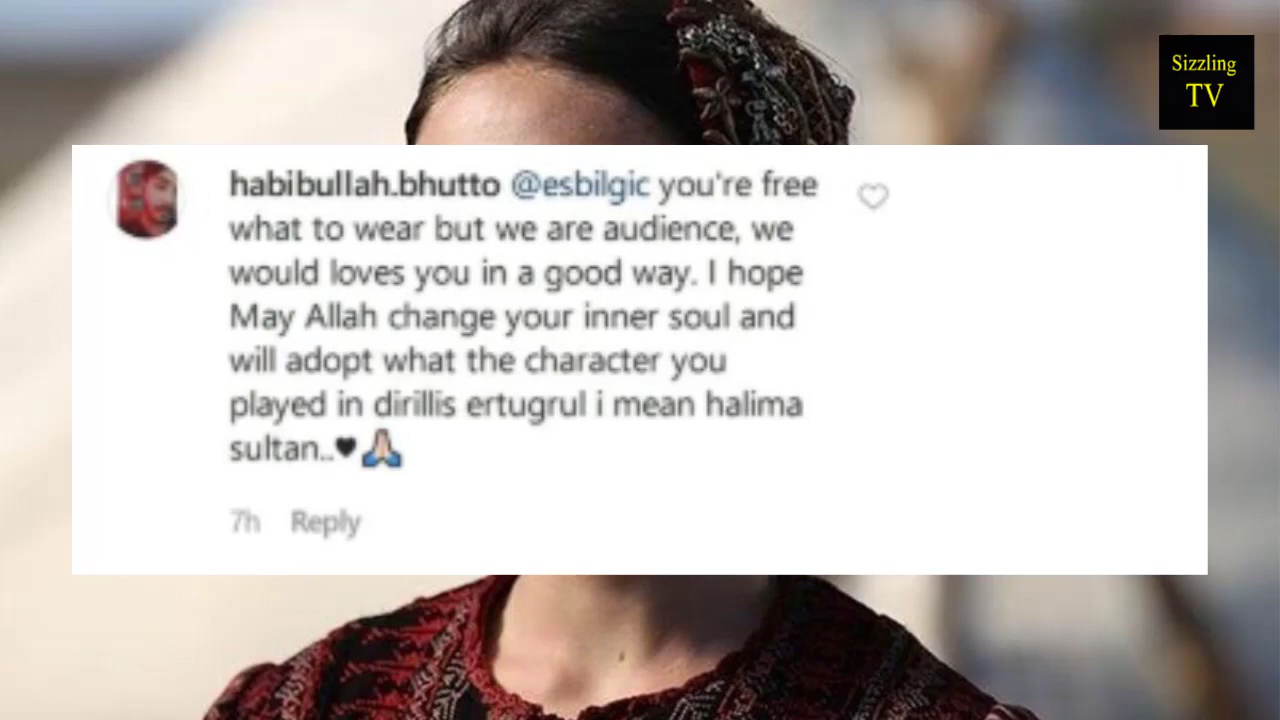 Sizzling
TV
habibullah.bhutto @esbilgic you're free
what to wear but we are audience, we
would loves you in a good way. I hope
May Allah change your inner soul and
will adopt what the character you
played in dirillis ertugrul i mean halima
sultan..♥🙏
7h Reply